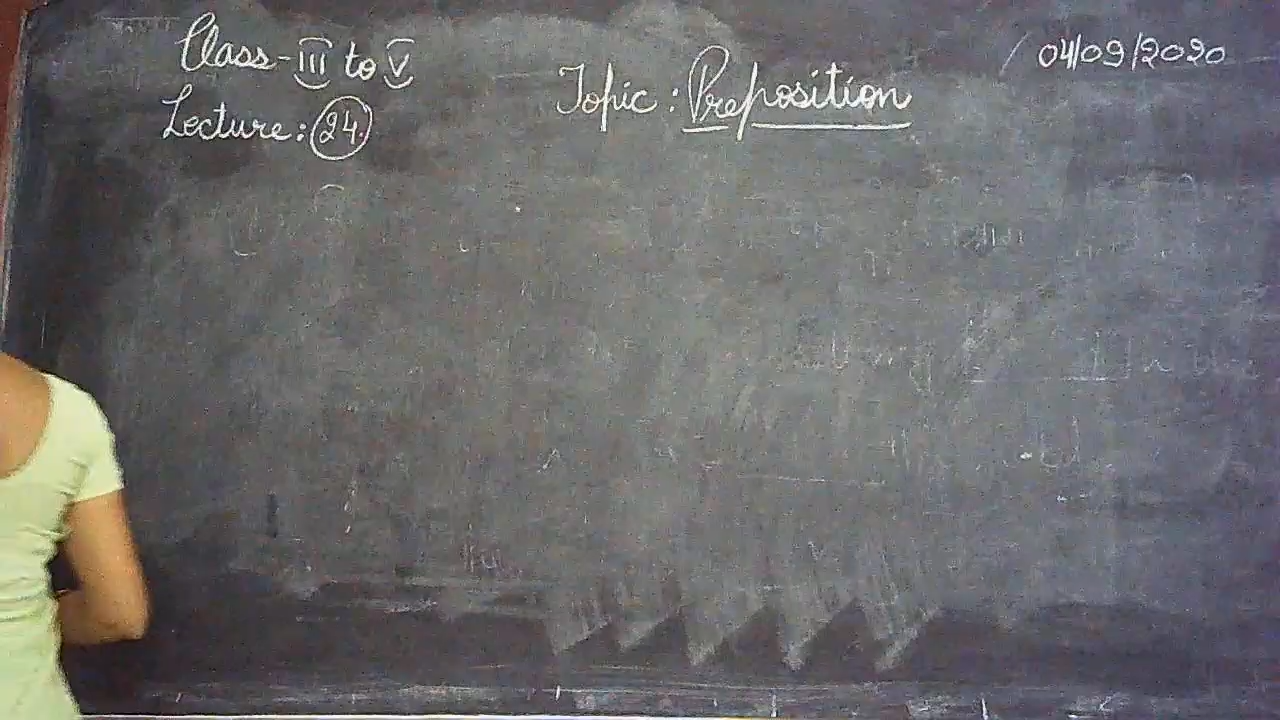 Class - III to V
Lecture: 24.
Topic: Preposition
04/09/2020